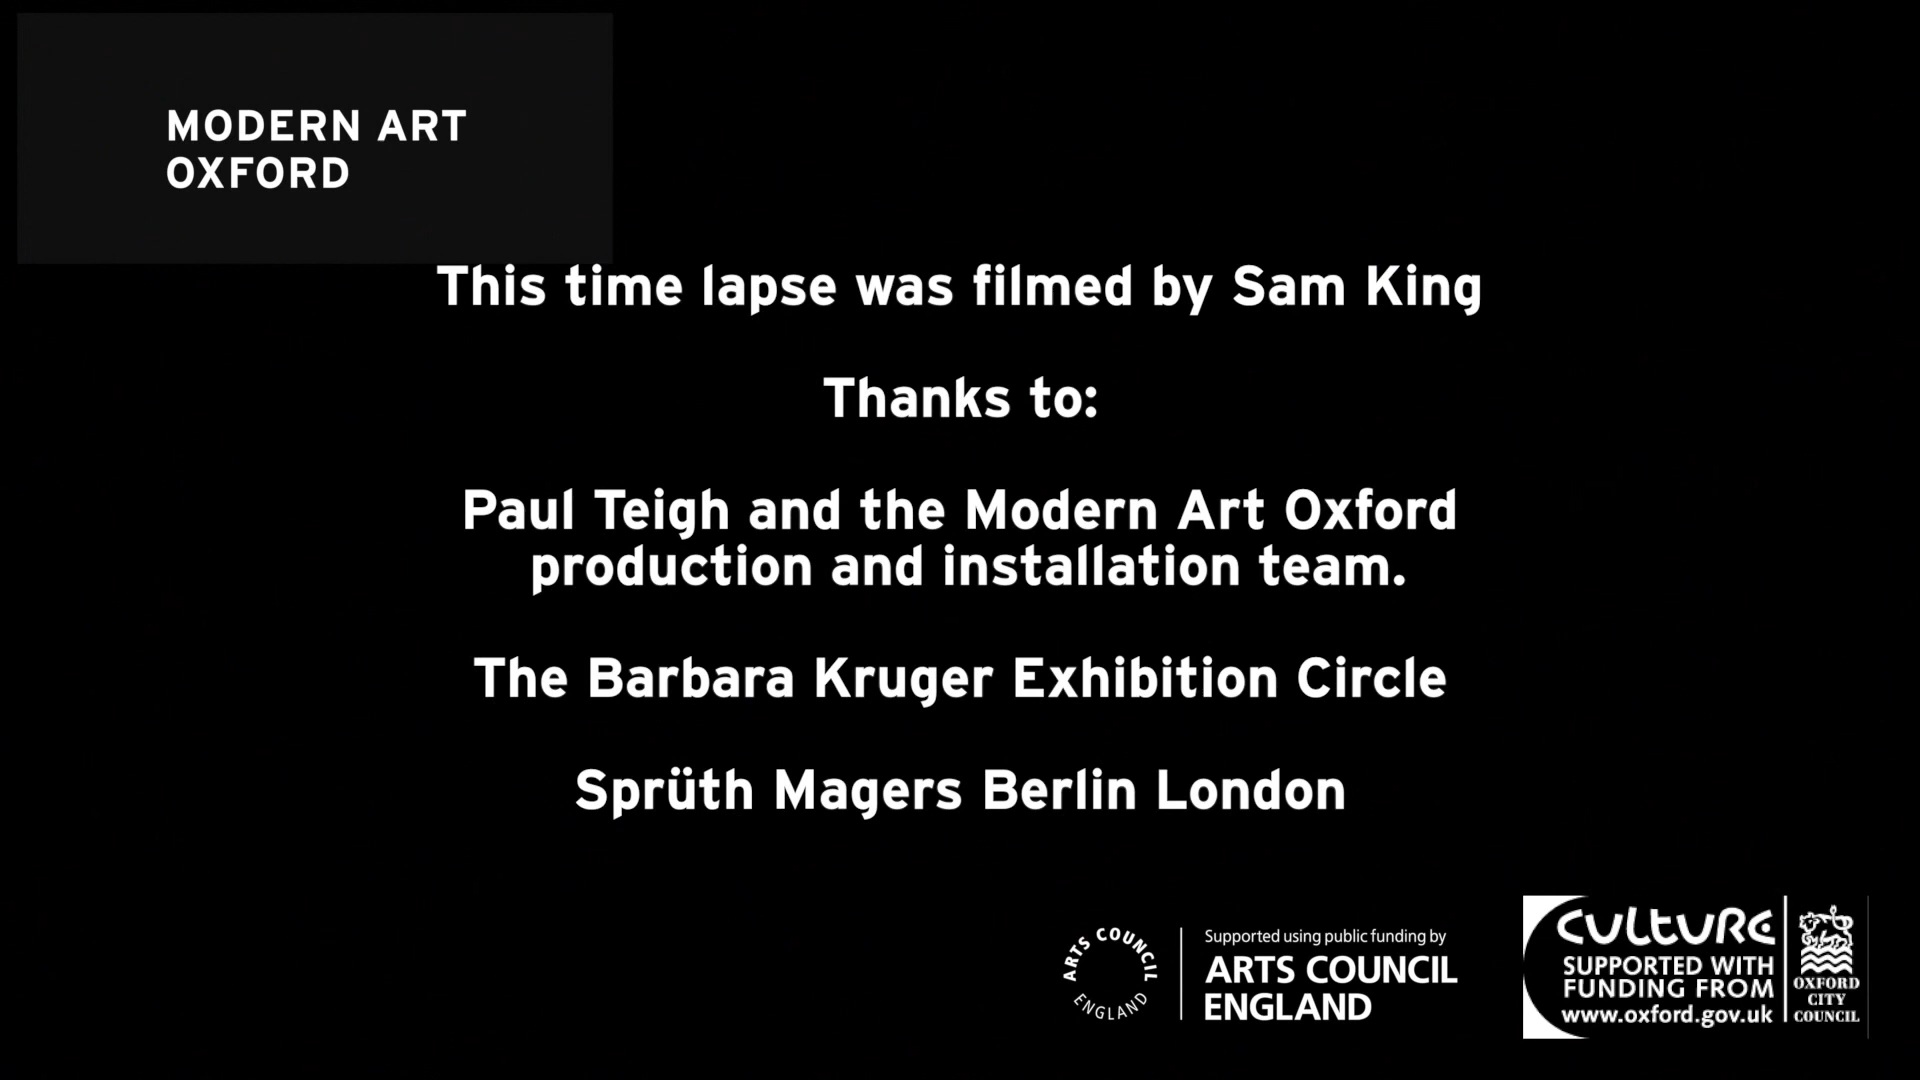 MODERN ART
OXFORD
This time lapse was filmed by Sam King
Thanks to:
Paul Teigh and the Modern Art Oxford
production and installation team.
The Barbara Kruger Exhibition Circle
Sprüth Magers Berlin London
ARTS COUNCIL
ENGLAND
Supported using public funding by
ARTS COUNCIL
ENGLAND
CULTURE
SUPPORTED WITH
FUNDING FROM
www.oxford.gov.uk
OXFORD
CITY
COUNCIL